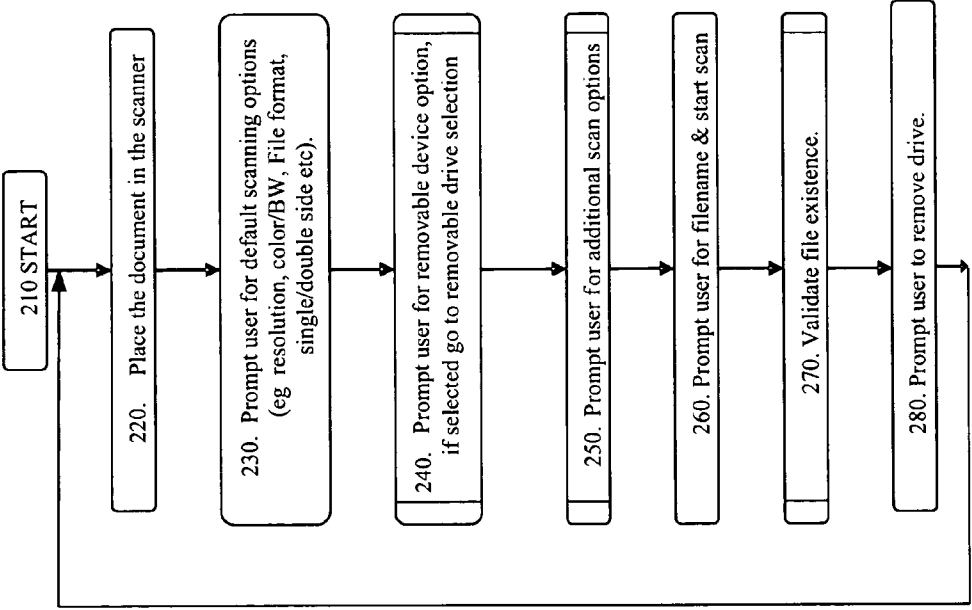 210 START
220. Place the document in the scanner
230. Prompt user for default scanning options
(eg resolution, color/BW, File format,
single/double side etc).
240. Prompt user for removable device option,
if selected go to removable drive selection
250. Prompt user for additional scan options
260. Prompt user for filename & start scan
270. Validate file existence.
280. Prompt user to remove drive.